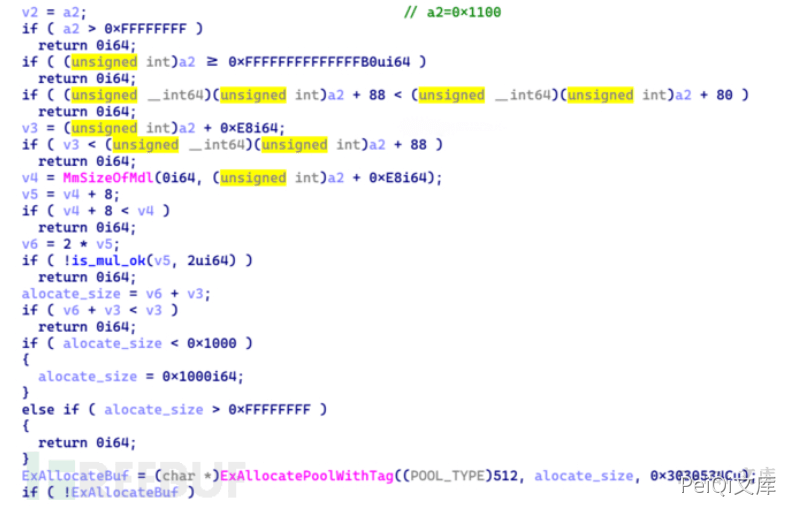 v2 = a2; // a2=0×1100
if ( a2 > 0×FFFFFFFF )
return 0i64;
if ( (unsigned int)a2 ≥ 0×FFFFFFFFFFFFFFB0ui64 )
return 0i64;
if ( (unsigned __int64)(unsigned int)a2 + 88 < (unsigned __int64)(unsigned int)a2 + 80 )
return 0i64;
v3 = (unsigned int)a2 + 0×E8i64;
if ( v3 < (unsigned __int64)(unsigned int)a2 + 88 )
return 0i64;
v4 = MmSizeOfMdl(0i64, (unsigned int)a2 + 0×E8i64);
v5 = v4 + 8;
if ( v4 + 8 < v4 )
return 0i64;
v6 = 2 * v5;
if ( !is_mul_ok(v5, 2ui64) )
return 0i64;
alocate_size = v6 + v3;
if ( v6 + v3 < v3 )
return 0i64;
if ( alocate_size < 0×1000 )
{
alocate_size = 0×1000i64;
}
else if ( alocate_size > 0×FFFFFFFF )
{
return 0i64;
}
ExAllocateBuf = (char *)ExAllocatePoolWithTag((POOL_TYPE)512, alocate_size, 0×3030534Cu);
if ( !ExAllocateBuf )
REEBUF
PeiQi文库